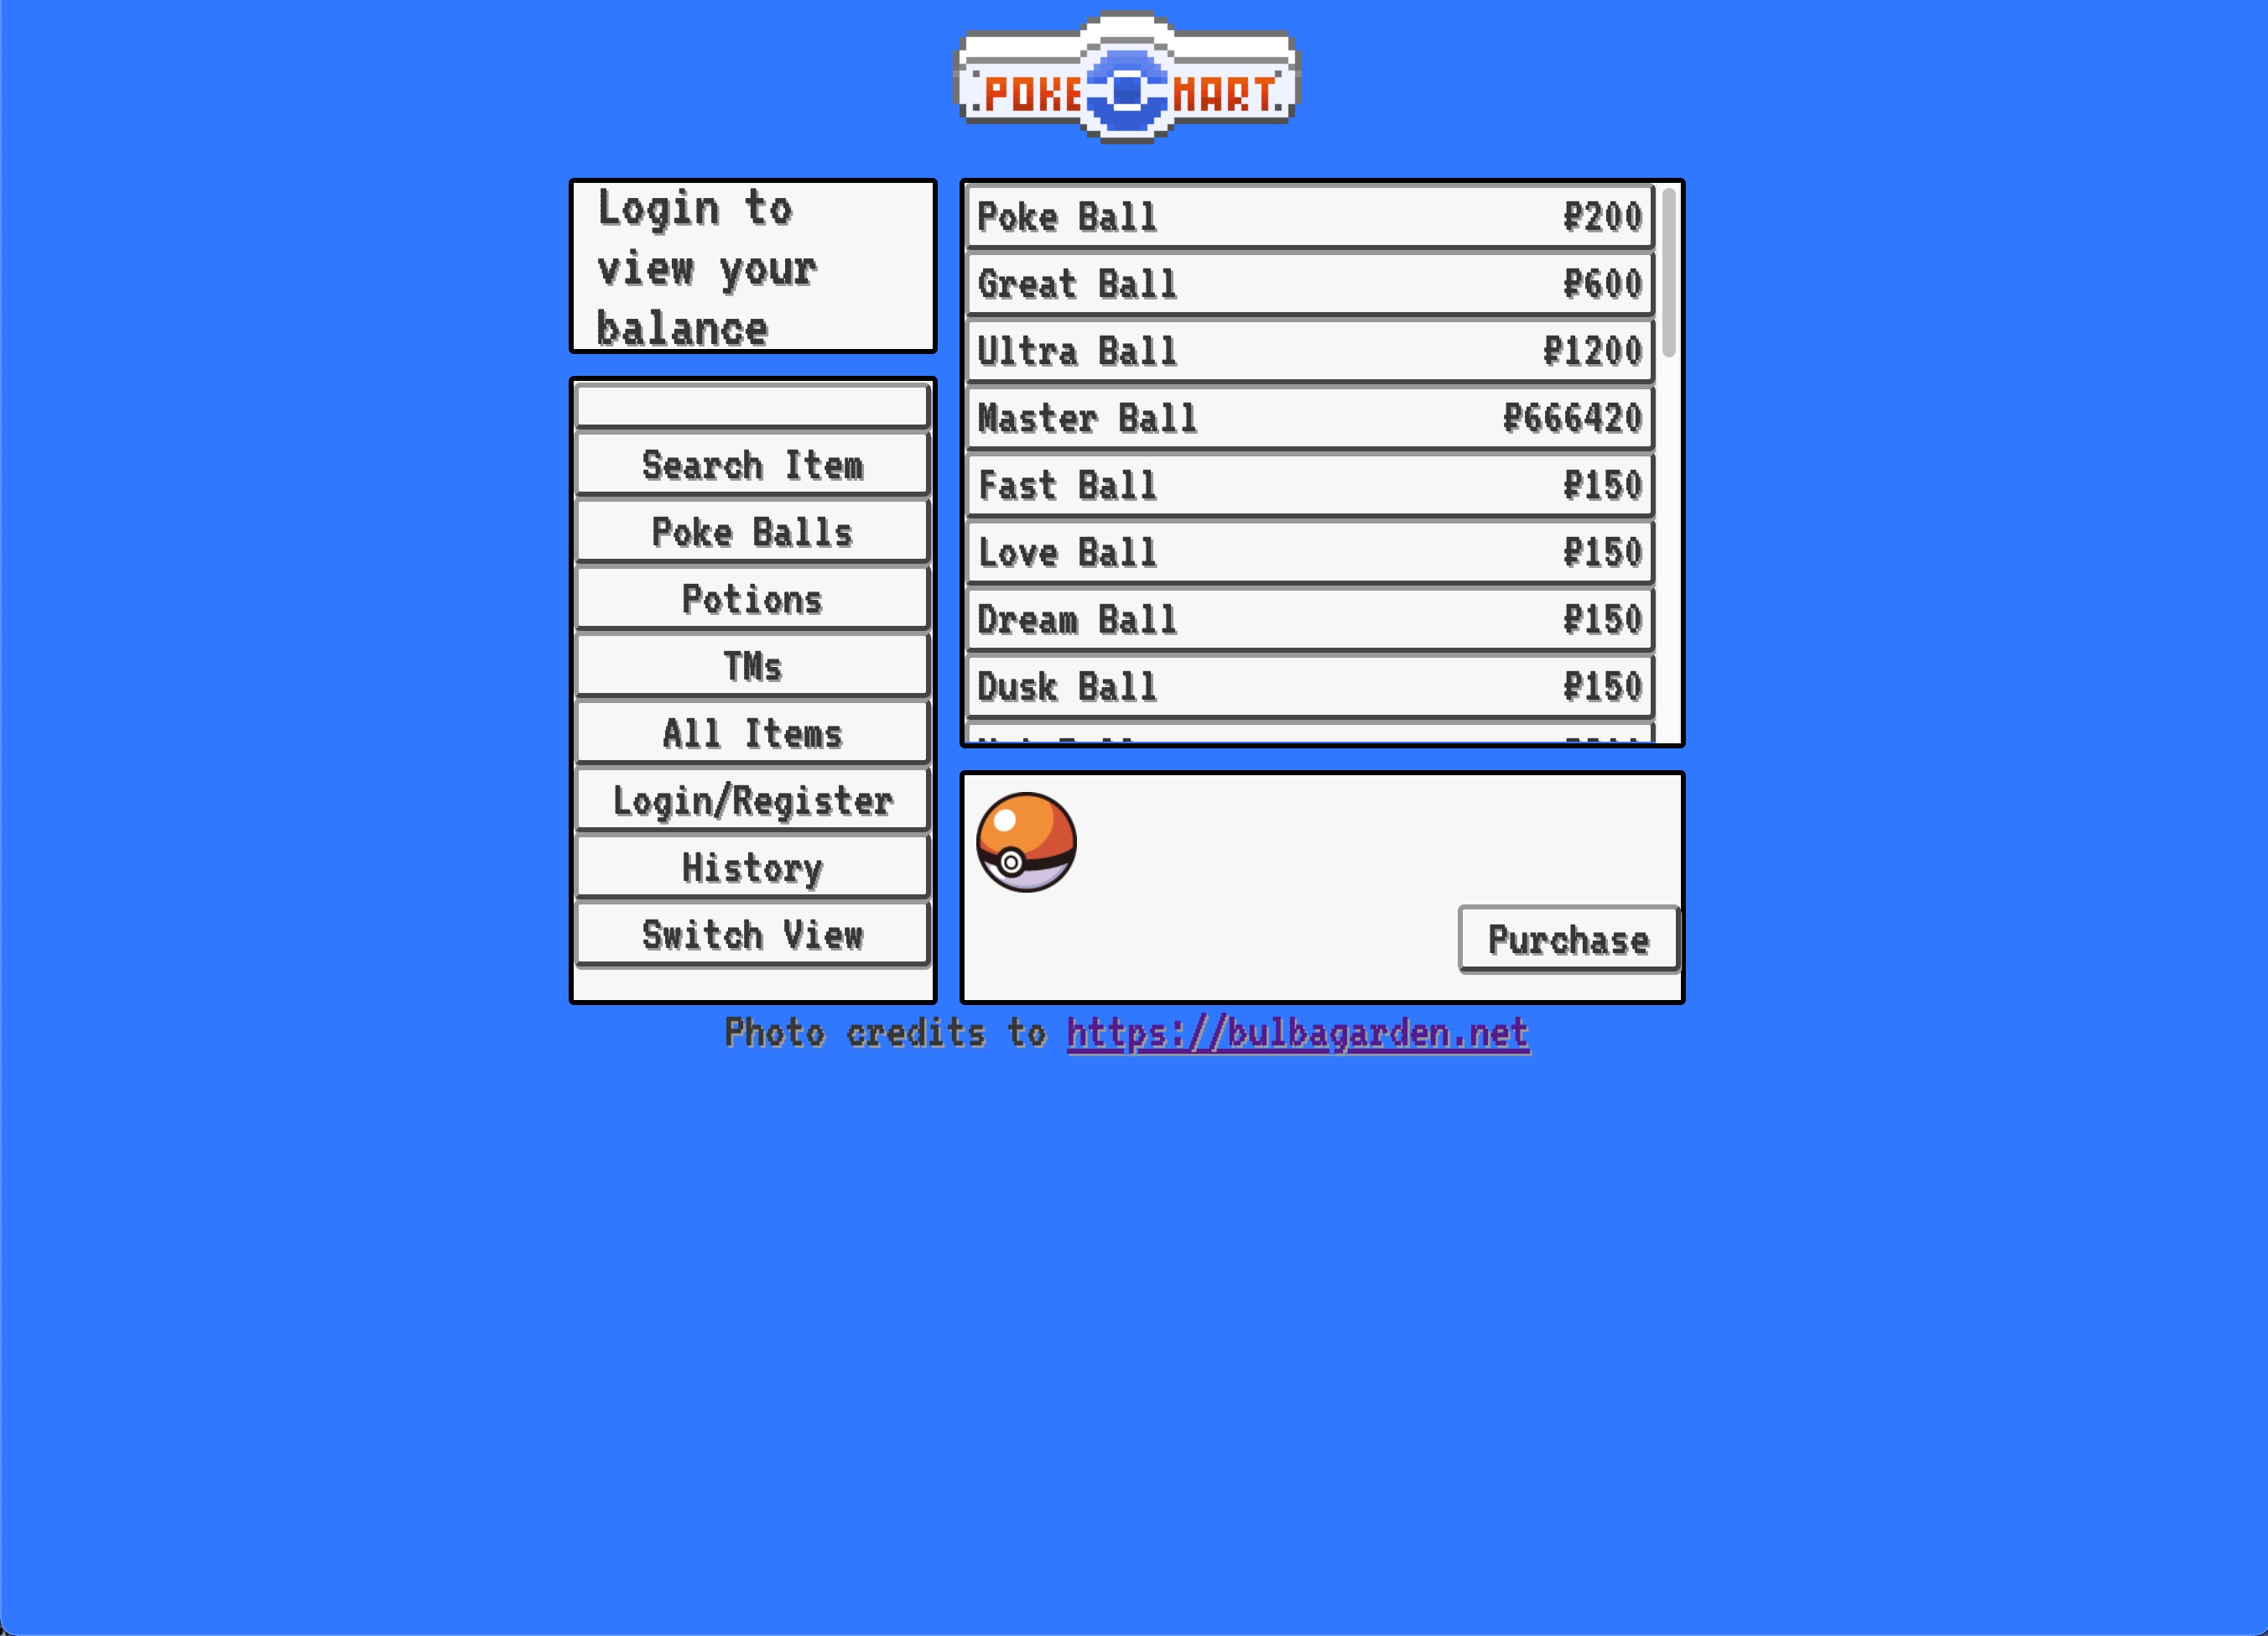 POKE MART
Login to
view your
balance
Search Item
Poke Balls
Potions
TMs
All Items
Login/Register
History
Switch View
Poke Ball ₽200
Great Ball ₽600
Ultra Ball ₽1200
Master Ball ₽666420
Fast Ball ₽150
Love Ball ₽150
Dream Ball ₽150
Dusk Ball ₽150
Purchase
Photo credits to https://bulbagarden.net